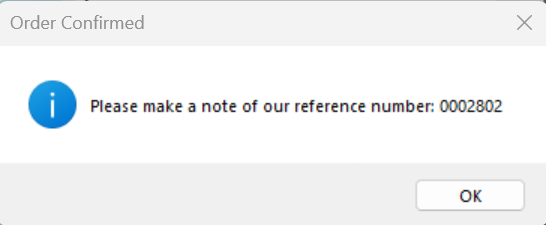 Order Confirmed
Please make a note of our reference number: 0002802
OK